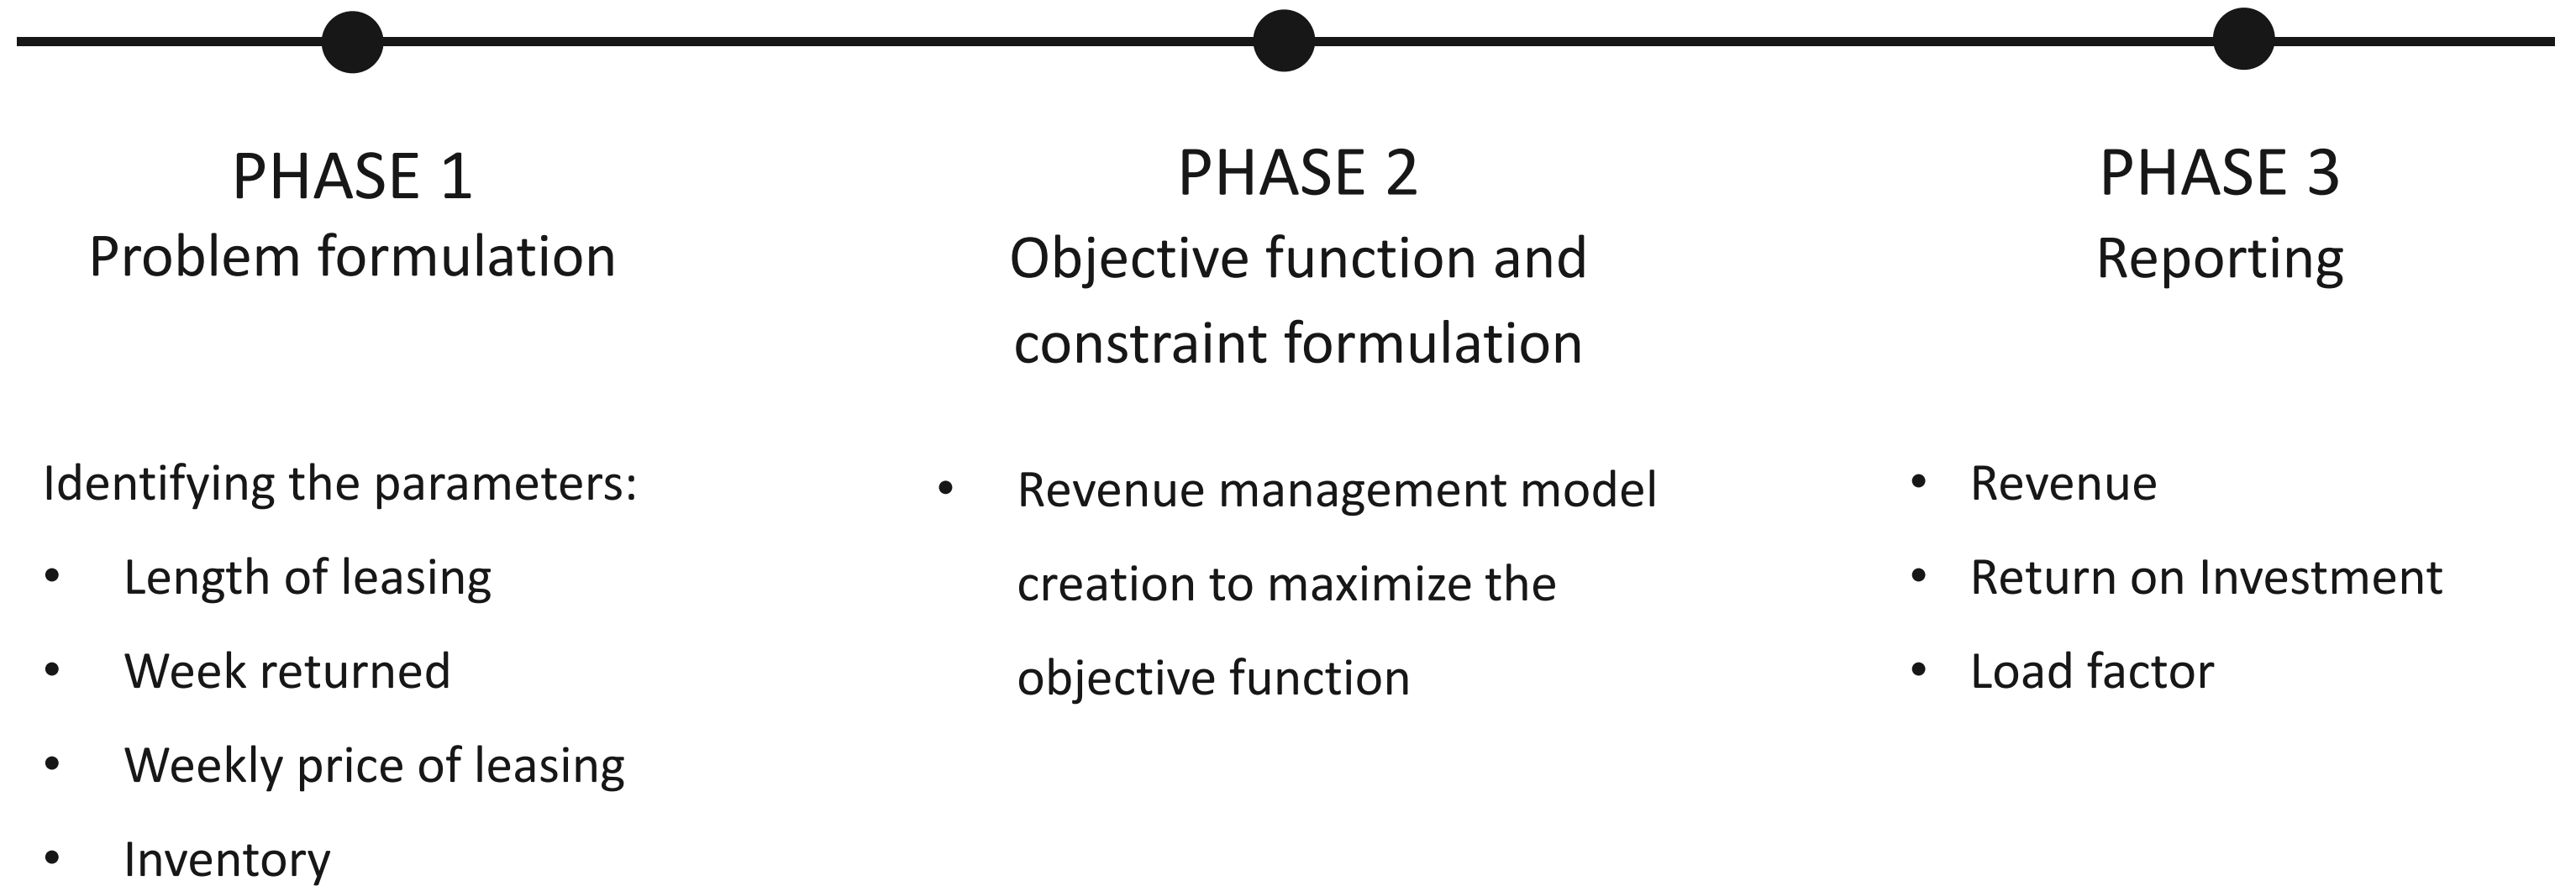 PHASE 1
Problem formulation
Identifying the parameters:
• Length of leasing
• Week returned
• Weekly price of leasing
• Inventory
PHASE 2
Objective function and
constraint formulation
• Revenue management model
creation to maximize the
objective function
PHASE 3
Reporting
• Revenue
• Return on Investment
• Load factor